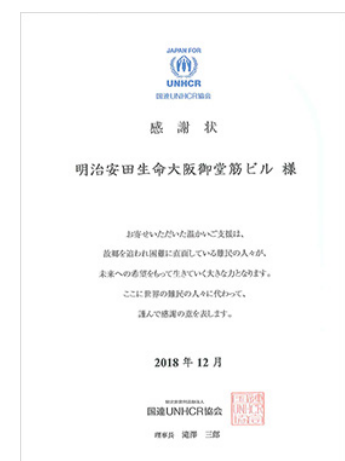 JAPAN FOR
UNHCR
国連UNHCR協会
感 謝 状
明治安田生命大阪御堂筋ビル 様
お寄せいただいた温かいご支援は、
故郷を追われ困難に直面している難民の人々が、
未来への希望をもって生きていく大きな力となります。
ここに世界の難民の人々に代わって、
謹んで感謝の意を表します。
2018 年 12 月
国連UNHCR協会
理事長 滝澤 三郎